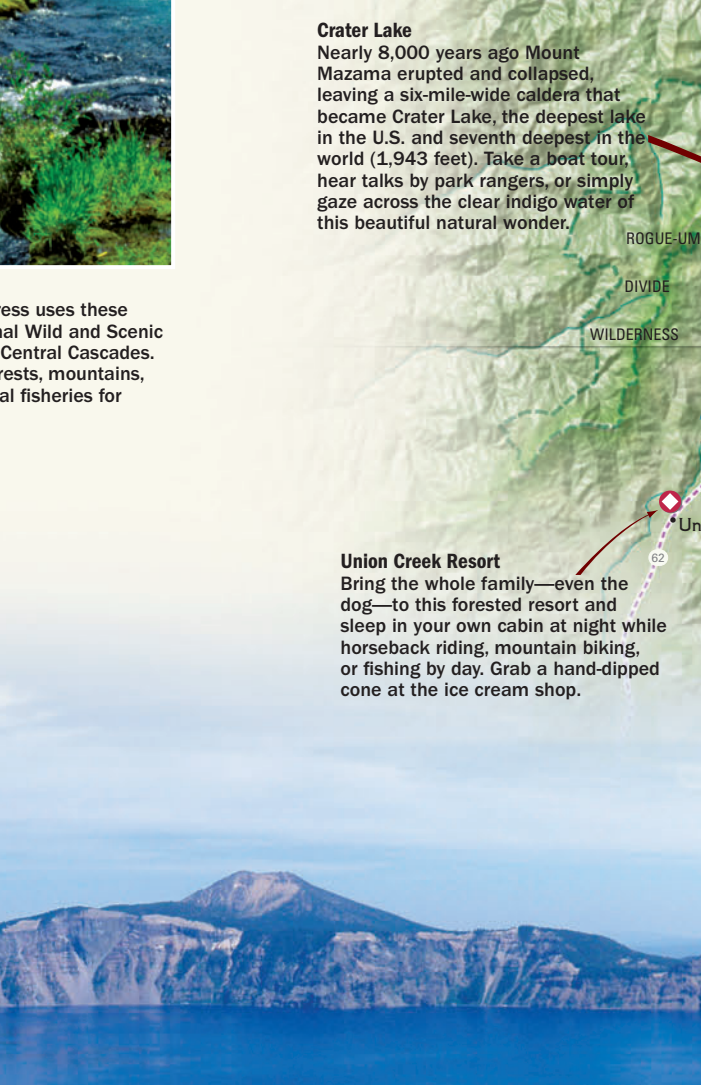 Crater Lake
Nearly 8,000 years ago Mount
Mazama erupted and collapsed,
leaving a six-mile-wide caldera that
became Crater Lake, the deepest lake
in the U.S. and seventh deepest in the
world (1,943 feet). Take a boat tour,
hear talks by park rangers, or simply
gaze across the clear indigo water of
this beautiful natural wonder.
ROGUE-UM
DIVIDE
WILDERNESS
ress uses these
nal Wild and Scenic
Central Cascades.
rests, mountains,
al fisheries for
Un
62
Union Creek Resort
Bring the whole family—even the
dog—to this forested resort and
sleep in your own cabin at night while
horseback riding, mountain biking,
or fishing by day. Grab a hand-dipped
cone at the ice cream shop.